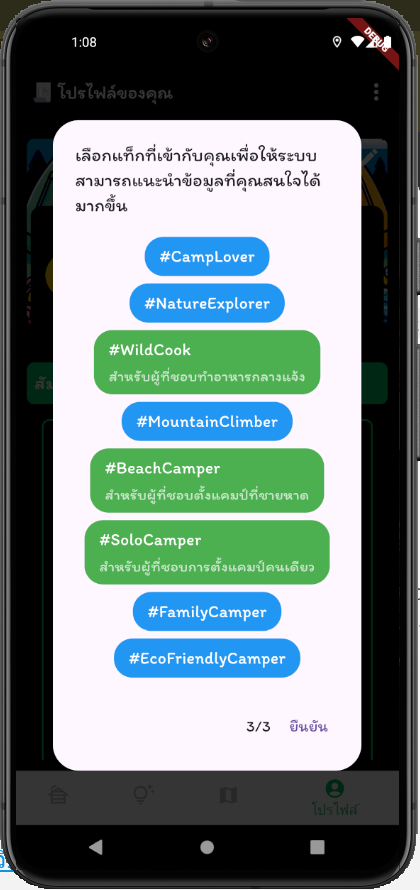 1:08
DEBUG
โปรไฟล์ของคุณ
เลือกแท็กที่เข้ากับคุณเพื่อให้ระบบ
สามารถแนะนำข้อมูลที่คุณสนใจได้
มากขึ้น
#CampLover
#NatureExplorer
#WildCook
สำหรับผู้ที่ชอบทำอาหารกลางแจ้ง
#MountainClimber
#BeachCamper
สำหรับผู้ที่ชอบตั้งแคมป์ที่ชายหาด
#SoloCamper
สำหรับผู้ที่ชอบการตั้งแคมป์คนเดียว
#FamilyCamper
#EcoFriendlyCamper
3/3 ยืนยัน
โปรไฟล์